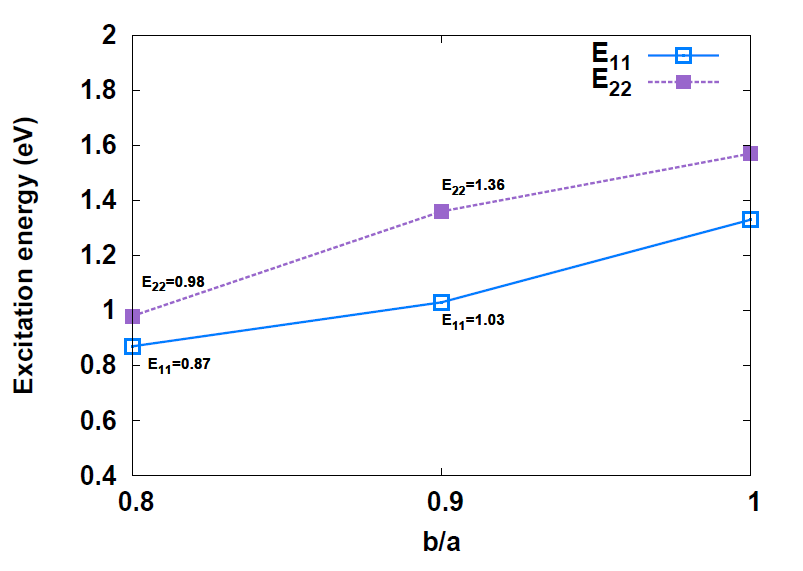 2
1.8
1.6
1.4
1.2
1
0.8
0.6
0.4
Excitation energy (eV)
E11
E22
E22=1.36
E22=0.98
E11=1.03
E11=0.87
0.8
0.9
1
b/a